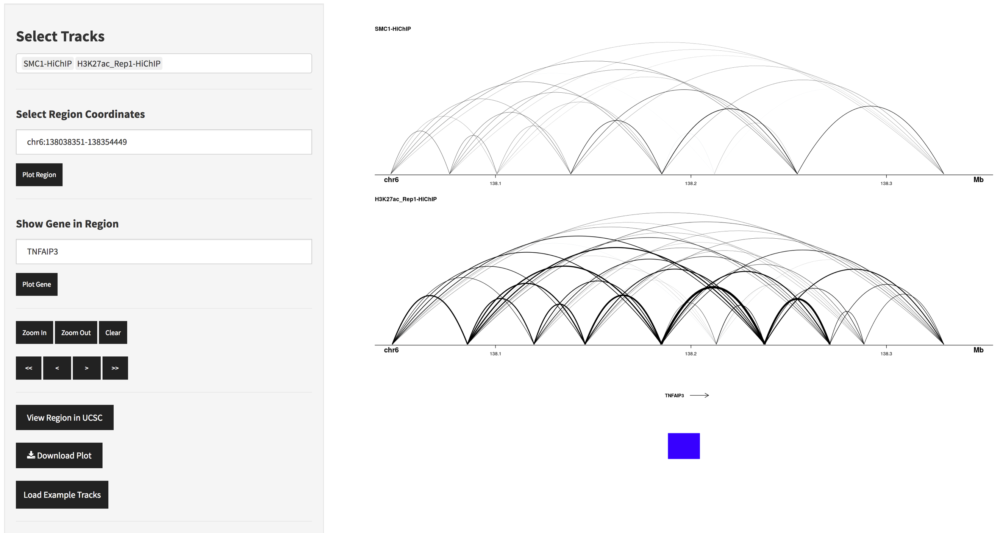 Select Tracks
SMC1-HiChIP H3K27ac_Rep1-HiChIP
Select Region Coordinates
chr6:138038351-138354449
Plot Region
Show Gene in Region
TNFAIP3
Plot Gene
Zoom In Zoom Out Clear
<< < > >>
View Region in UCSC
Download Plot
Load Example Tracks
SMC1-HiChIP
chr6 Mb
138.1 138.2 138.3
H3K27ac_Rep1-HiChIP
chr6 Mb
138.1 138.2 138.3
TNFAIP3